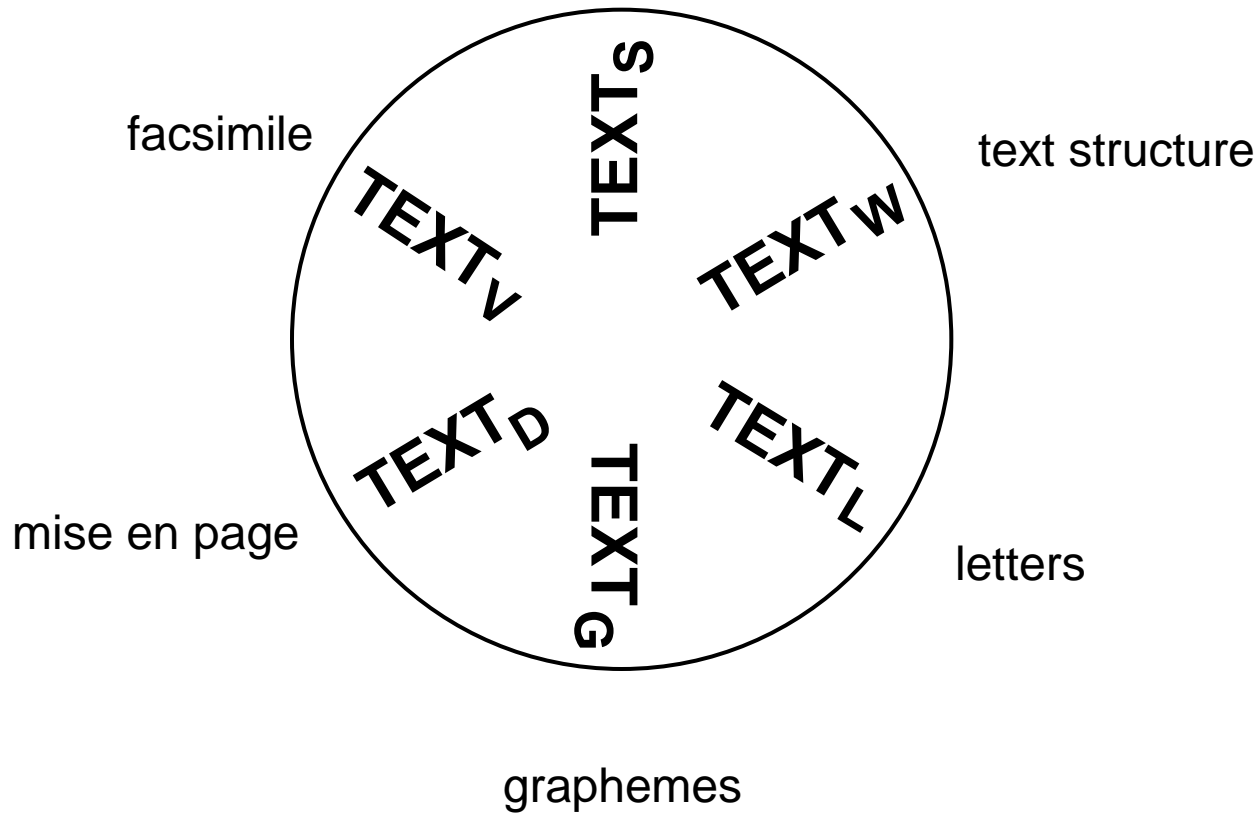 TEXTS
facsimile
text structure
TEXTV
TEXTW
TEXTD
TEXTL
TEXTG
mise en page
letters
graphemes